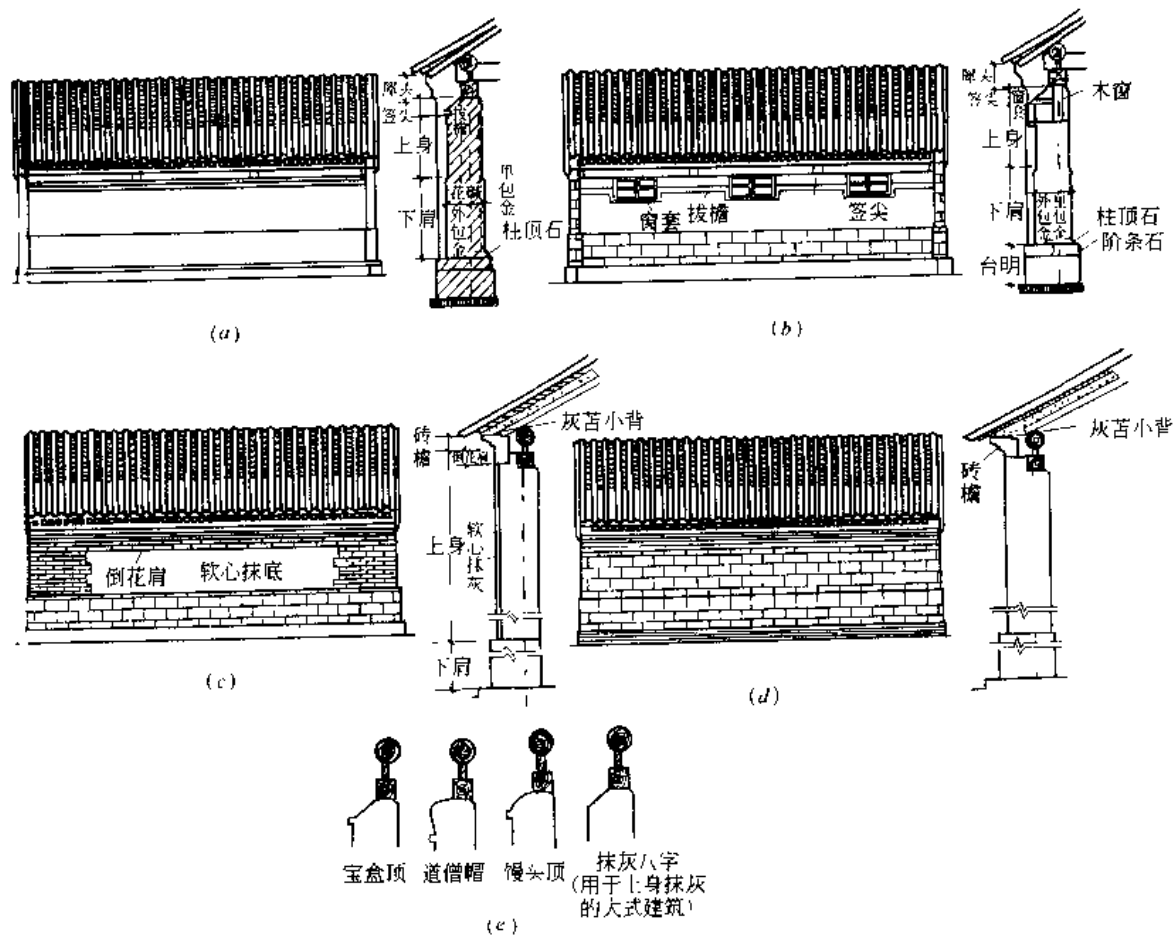 签尖
上身
下肩
拔檐
花碱
外包金
里包金
柱顶石
(a)
窗套
拔檐
签尖
签尖
上身
下肩
台明
木窗
外包金
里包金
柱顶石
阶条石
(b)
倒花肩
软心抹底
砖檐
倒花肩
上身
下肩
软心抹灰
灰苫小背
(c)
砖檐
灰苫小背
(d)
宝盒顶
道僧帽
馒头顶
抹灰八字
(用于上身抹灰
的大式建筑)
(e)